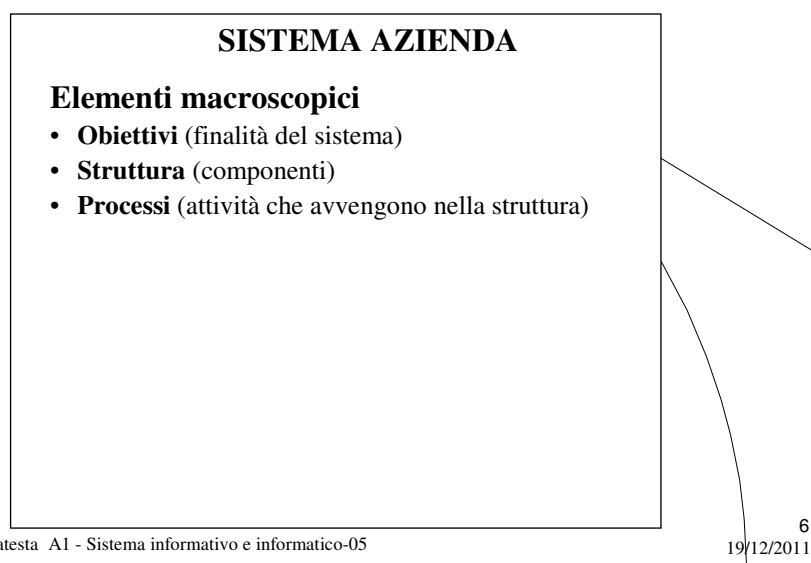 SISTEMA AZIENDA
Elementi macroscopici
• Obiettivi (finalità del sistema)
• Struttura (componenti)
• Processi (attività che avvengono nella struttura)
6
atesta A1 - Sistema informativo e informatico-05
19/12/2011